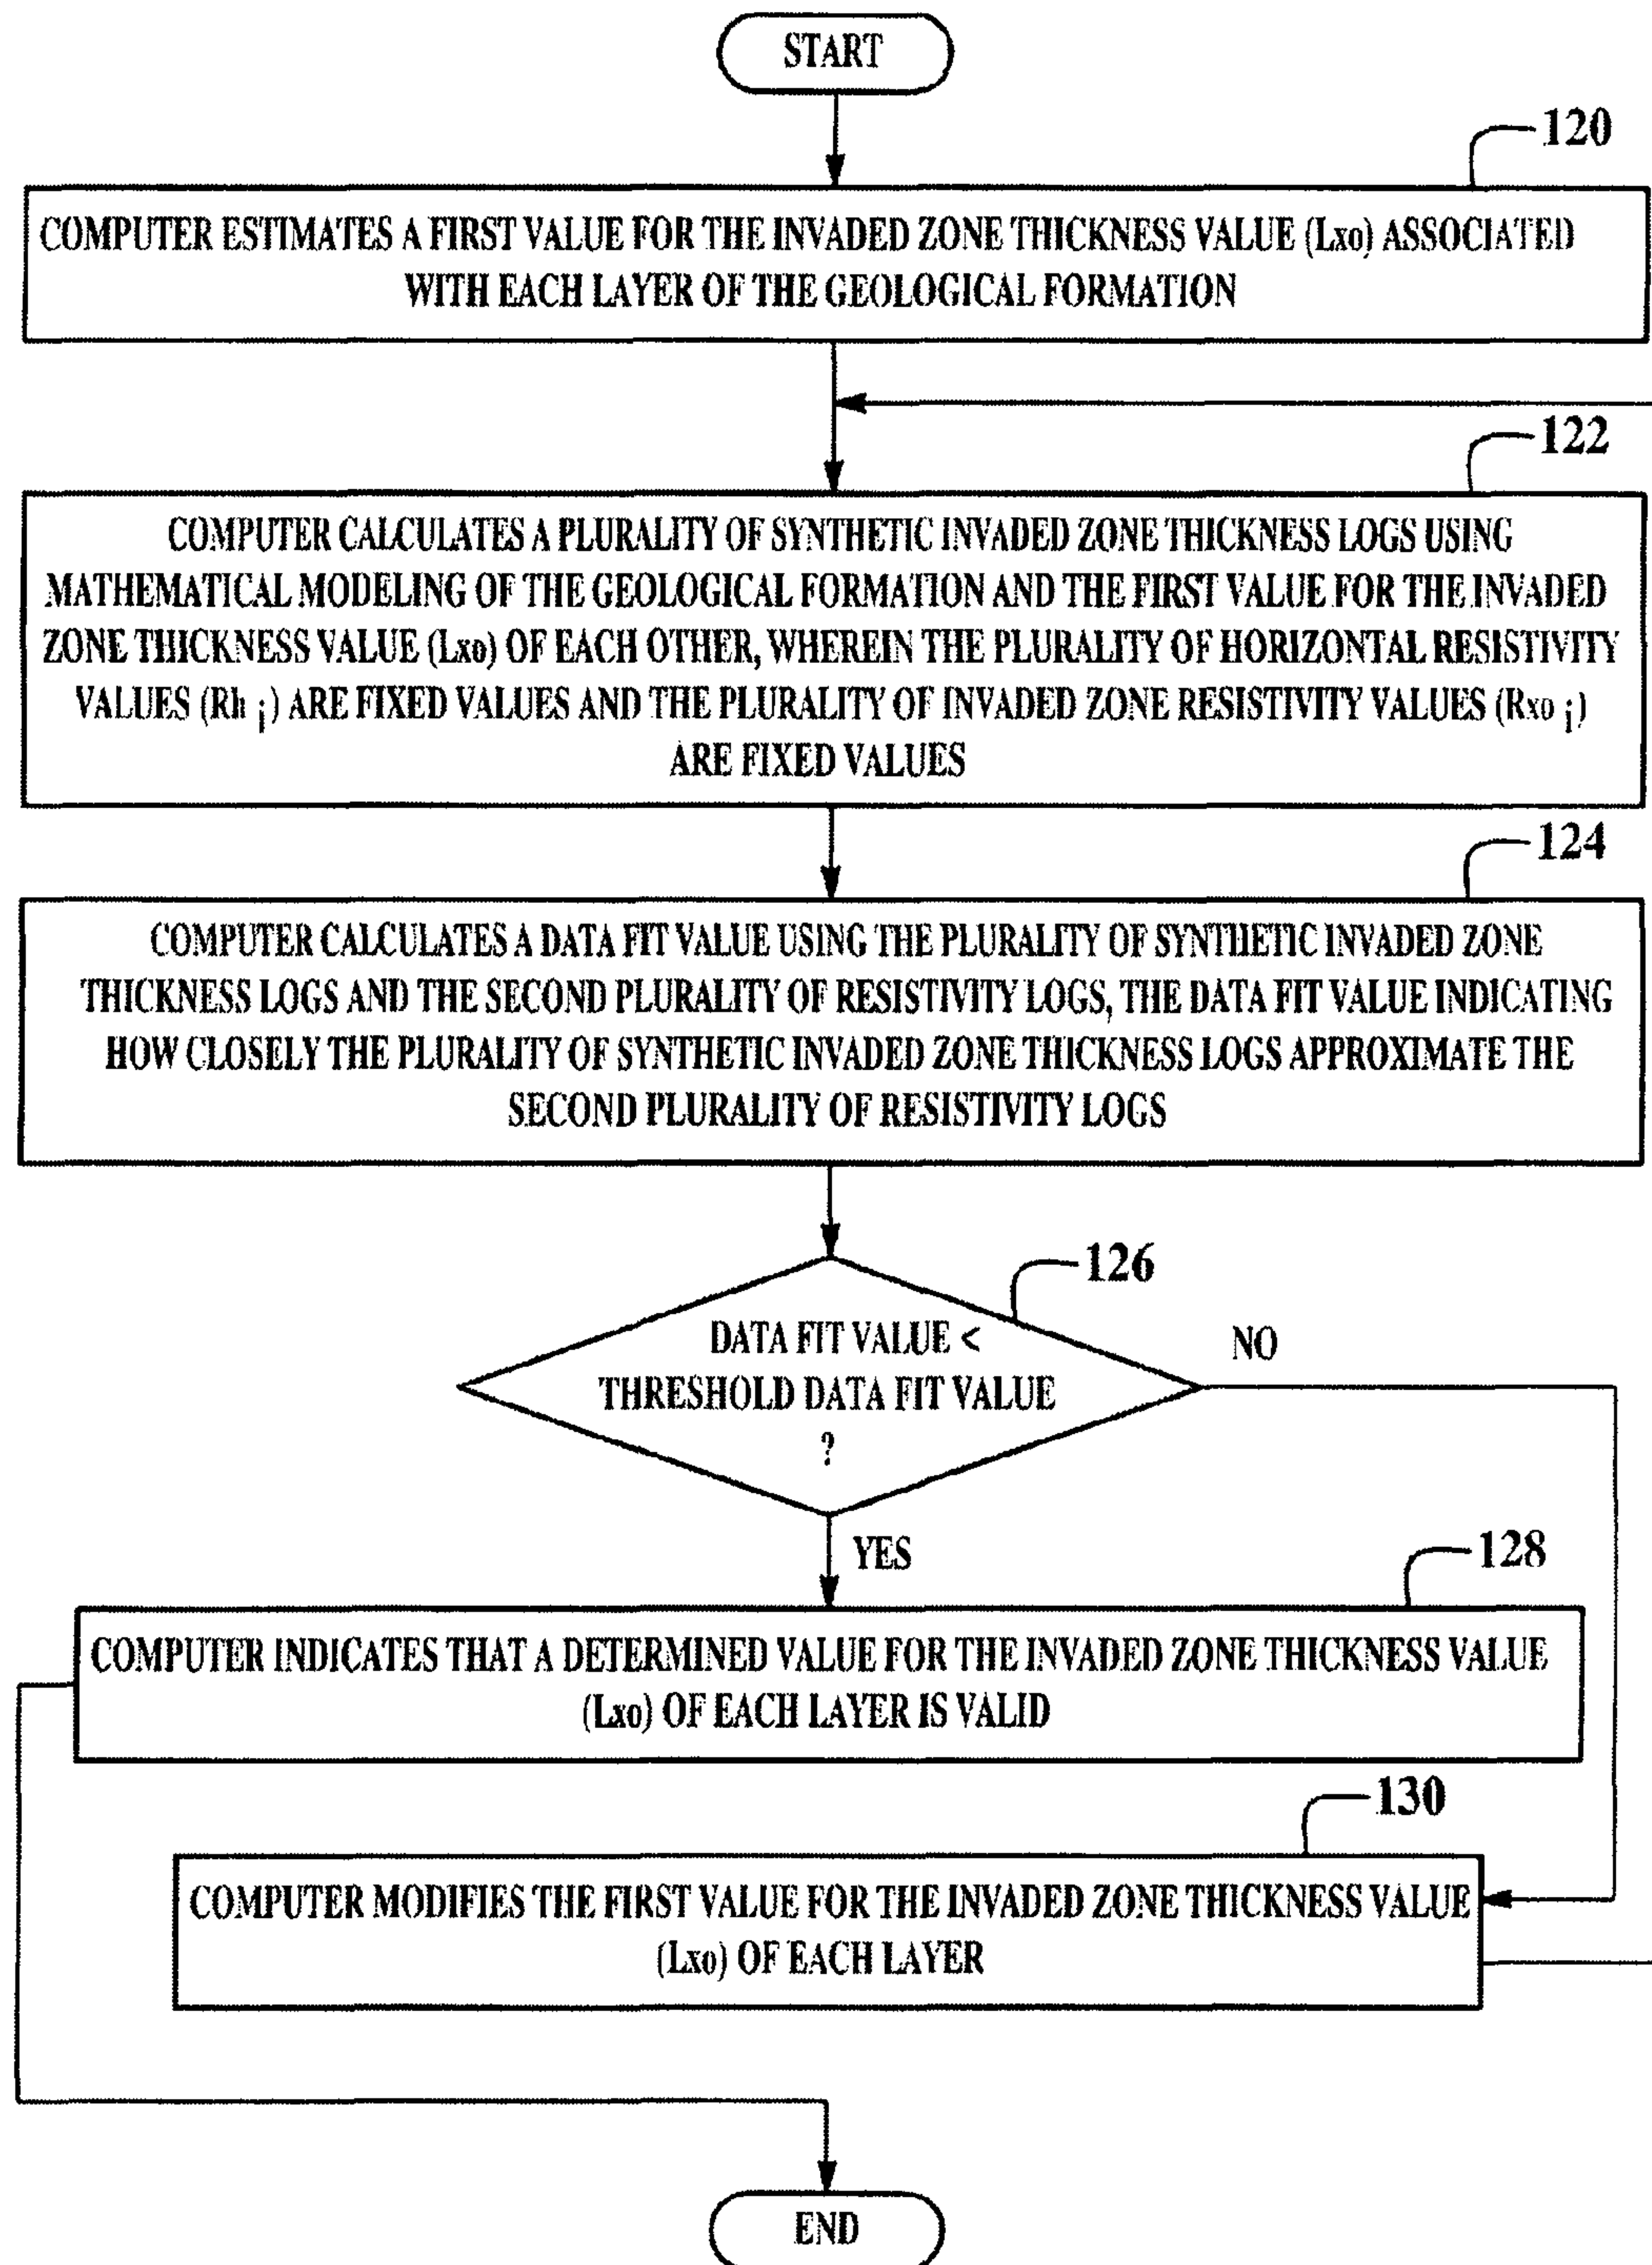 START
120
COMPUTER ESTIMATES A FIRST VALUE FOR THE INVADED ZONE THICKNESS VALUE (Lxo) ASSOCIATED
WITH EACH LAYER OF THE GEOLOGICAL FORMATION
122
COMPUTER CALCULATES A PLURALITY OF SYNTHETIC INVADED ZONE THICKNESS LOGS USING
MATHEMATICAL MODELING OF THE GEOLOGICAL FORMATION AND THE FIRST VALUE FOR THE INVADED
ZONE THICKNESS VALUE (Lxo) OF EACH OTHER, WHEREIN THE PLURALITY OF HORIZONTAL RESISTIVITY
VALUES (Rh i) ARE FIXED VALUES AND THE PLURALITY OF INVADED ZONE RESISTIVITY VALUES (Rxo i)
ARE FIXED VALUES
124
COMPUTER CALCULATES A DATA FIT VALUE USING THE PLURALITY OF SYNTHETIC INVADED ZONE
THICKNESS LOGS AND THE SECOND PLURALITY OF RESISTIVITY LOGS, THE DATA FIT VALUE INDICATING
HOW CLOSELY THE PLURALITY OF SYNTHETIC INVADED ZONE THICKNESS LOGS APPROXIMATE THE
SECOND PLURALITY OF RESISTIVITY LOGS
126
DATA FIT VALUE <
THRESHOLD DATA FIT VALUE
?
NO
YES
128
COMPUTER INDICATES THAT A DETERMINED VALUE FOR THE INVADED ZONE THICKNESS VALUE
(Lxo) OF EACH LAYER IS VALID
130
COMPUTER MODIFIES THE FIRST VALUE FOR THE INVADED ZONE THICKNESS VALUE
(Lxo) OF EACH LAYER
END